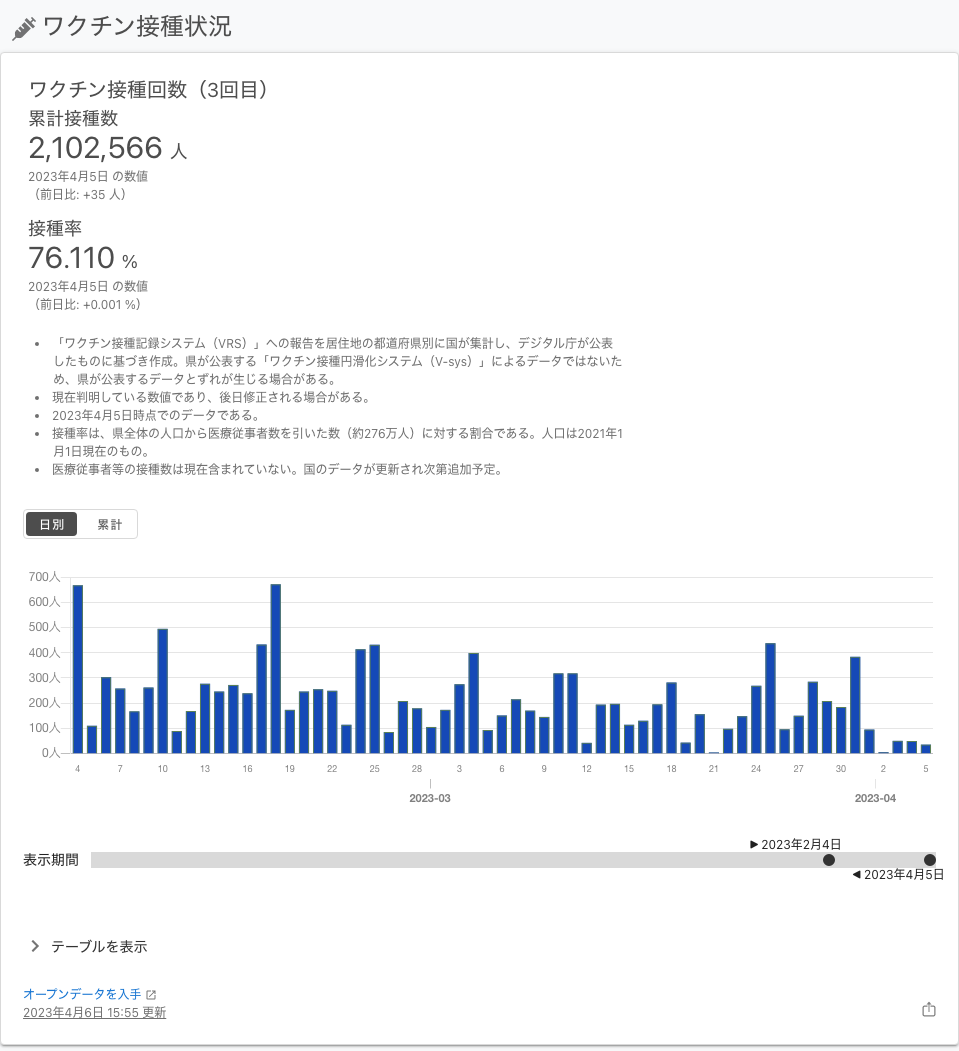 ワクチン接種状況
ワクチン接種回数（3回目）
累計接種数
2,102,566 人
2023年4月5日 の数値
（前日比: +35 人）
接種率
76.110 %
2023年4月5日 の数値
（前日比: +0.001 %）
• 「ワクチン接種記録システム（VRS）」への報告を居住地の都道府県別に国が集計し、デジタル庁が公表
したものに基づき作成。県が公表する「ワクチン接種円滑化システム（V-sys）」によるデータではないた
め、県が公表するデータとずれが生じる場合がある。
• 現在判明している数値であり、後日修正される場合がある。
• 2023年4月5日時点でのデータである。
• 接種率は、県全体の人口から医療従事者数を引いた数（約276万人）に対する割合である。人口は2021年1
月1日現在のもの。
• 医療従事者等の接種数は現在含まれていない。国のデータが更新され次第追加予定。
日別 累計
700人
600人
500人
400人
300人
200人
100人
0人
4 7 10 13 16 19 22 25 28 3 6 9 12 15 18 21 24 27 30 2 5
2023-03 2023-04
▶ 2023年2月4日
表示期間
◀ 2023年4月5日
テーブルを表示
オープンデータを入手
2023年4月6日 15:55 更新